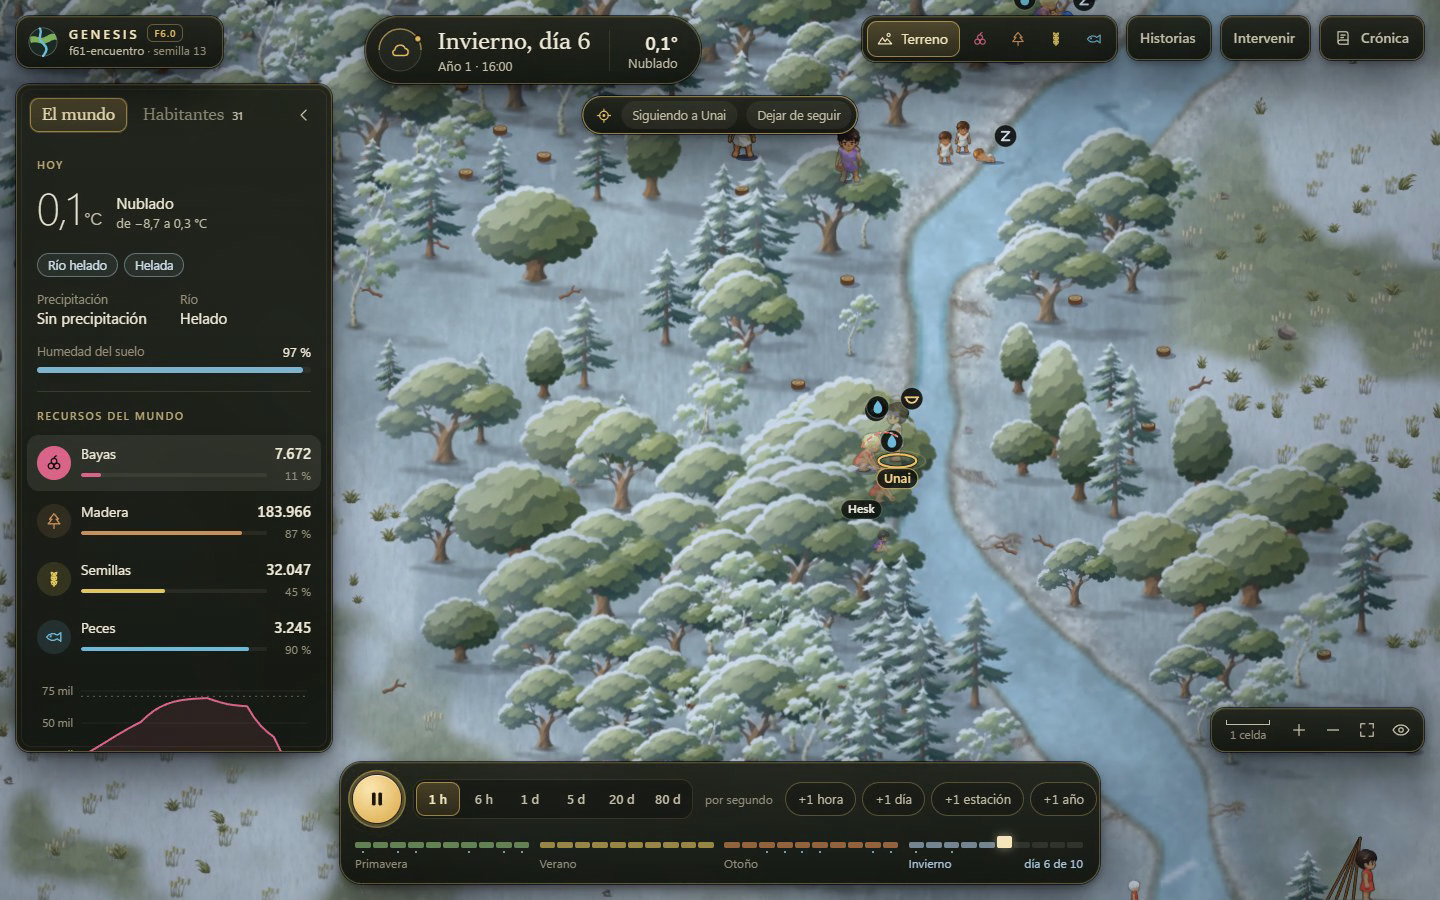 GENESIS F6.0
f61-encuentro · semilla 13
Invierno, día 6
Año 1 · 16:00
0,1°
Nublado
Terreno
Historias
Intervenir
Crónica
Siguiendo a Unai
Dejar de seguir
El mundo
Habitantes 31
HOY
0,1°C
Nublado
de −8,7 a 0,3 °C
Río helado
Helada
Precipitación
Sin precipitación
Río
Helado
Humedad del suelo
97 %
RECURSOS DEL MUNDO
Bayas
7.672
11 %
Madera
183.966
87 %
Semillas
32.047
45 %
Peces
3.245
90 %
75 mil
50 mil
Z
Z
Unai
Hesk
1 celda
1 h
6 h
1 d
5 d
20 d
80 d
por segundo
+1 hora
+1 día
+1 estación
+1 año
Primavera
Verano
Otoño
Invierno
día 6 de 10